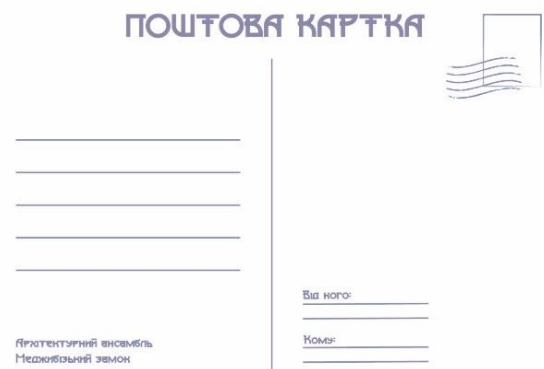 ПОШТОВА КАРТКА
Від кого:
Кому:
Архітектурний ансамбль
Меджибізький замок